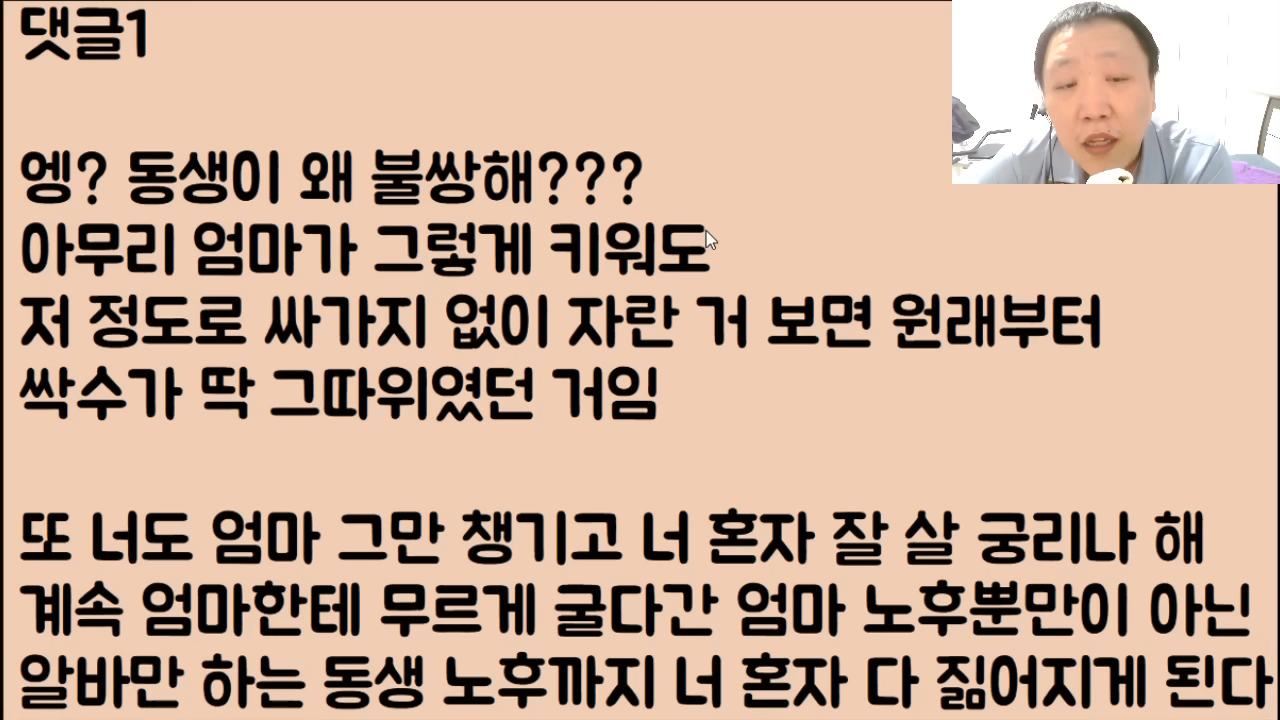 댓글1
엥? 동생이 왜 불쌍해???
아무리 엄마가 그렇게 키워도
저 정도로 싸가지 없이 자란 거 보면 원래부터
싹수가 딱 그따위였던 거임
또 너도 엄마 그만 챙기고 너 혼자 잘 살 궁리나 해
계속 엄마한테 무르게 굴다간 엄마 노후뿐만이 아닌
알바만 하는 동생 노후까지 너 혼자 다 짊어지게 된다